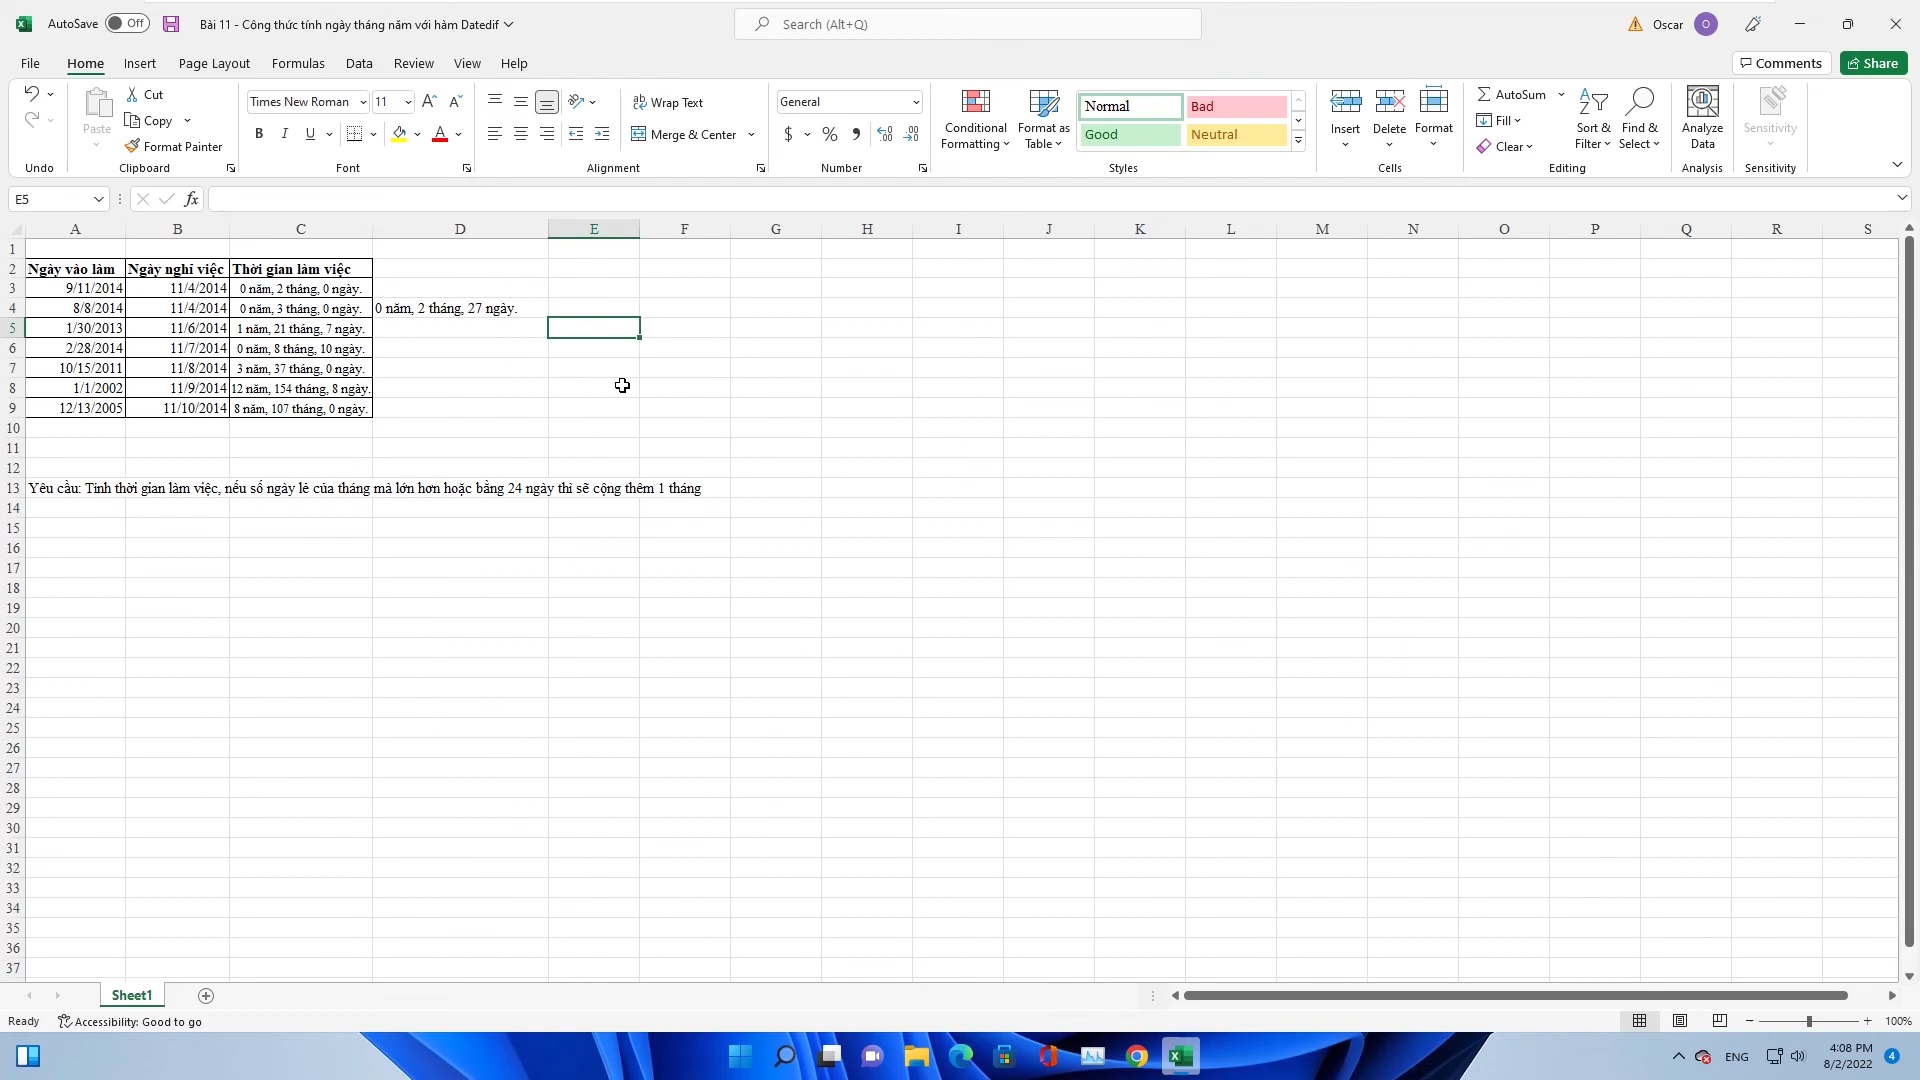 AutoSave Off Bài 11 - Công thức tính ngày tháng năm với hàm Datedif Search (Alt+Q) Oscar O
File Home Insert Page Layout Formulas Data Review View Help Comments Share
Cut
Copy
Format Painter
Paste
Times New Roman 11
B I U A
Wrap Text
Merge & Center
General
$ %
Conditional Formatting
Format as Table
Normal Bad
Good Neutral
Insert Delete Format
AutoSum
Fill
Clear
Sort & Filter
Find & Select
Analyze Data
Sensitivity
Undo Clipboard Font Alignment Number Styles Cells Editing Analysis Sensitivity
E5 fx
A B C D E F G H I J K L M N O P Q R S
1
2 Ngày vào làm Ngày nghỉ việc Thời gian làm việc
3 9/11/2014 11/4/2014 0 năm, 2 tháng, 0 ngày.
4 8/8/2014 11/4/2014 0 năm, 3 tháng, 0 ngày. 0 năm, 2 tháng, 27 ngày.
5 1/30/2013 11/6/2014 1 năm, 21 tháng, 7 ngày.
6 2/28/2014 11/7/2014 0 năm, 8 tháng, 10 ngày.
7 10/15/2011 11/8/2014 3 năm, 37 tháng, 0 ngày.
8 1/1/2002 11/9/2014 12 năm, 154 tháng, 8 ngày.
9 12/13/2005 11/10/2014 8 năm, 107 tháng, 0 ngày.
10
11
12
13 Yêu cầu: Tính thời gian làm việc, nếu số ngày lẻ của tháng mà lớn hơn hoặc bằng 24 ngày thì sẽ cộng thêm 1 tháng
14
15
16
17
18
19
20
21
22
23
24
25
26
27
28
29
30
31
32
33
34
35
36
37
Sheet1
Ready Accessibility: Good to go 100%
ENG 4:08 PM
8/2/2022 4